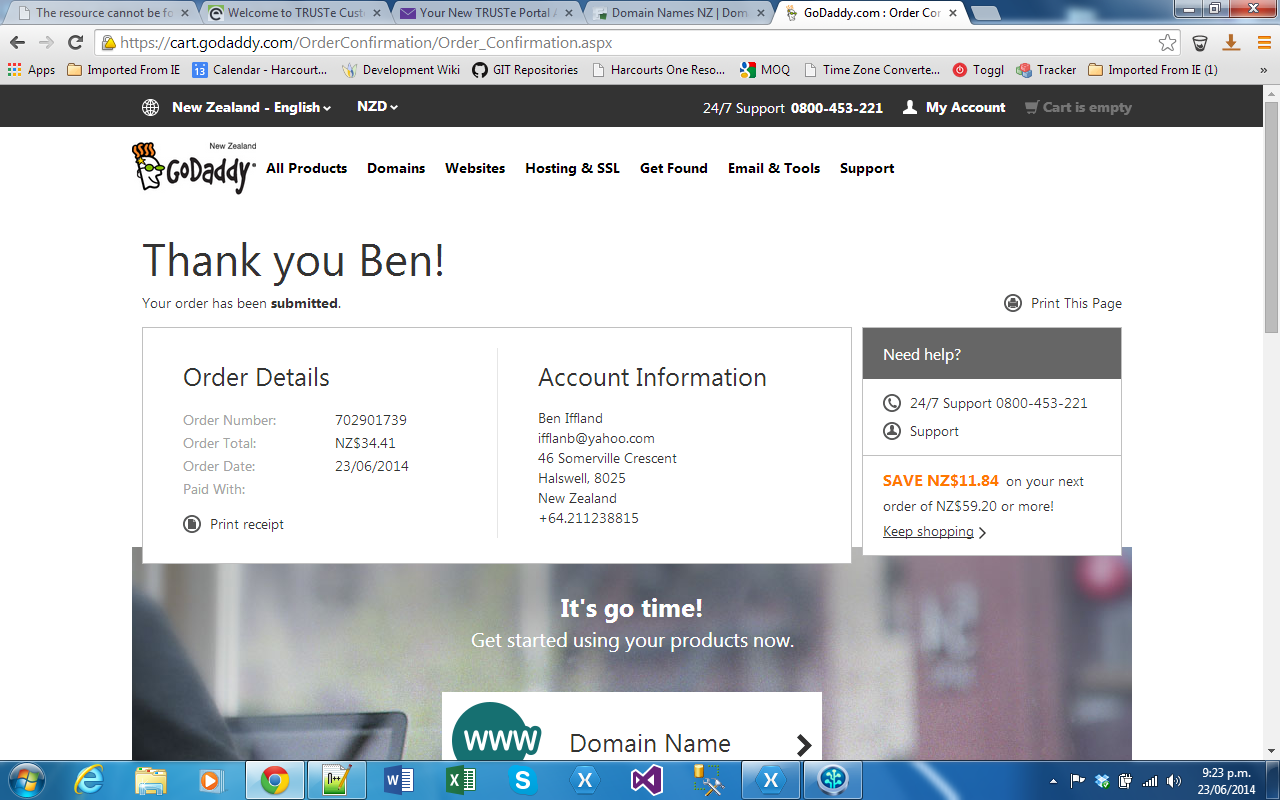 The resource cannot be fo
Welcome to TRUSTe Cust
Your New TRUSTe Portal A
Domain Names NZ | Dom
GoDaddy.com : Order Con
https://cart.godaddy.com/OrderConfirmation/Order_Confirmation.aspx
Apps Imported From IE 13 Calendar - Harcourt... Development Wiki GIT Repositories Harcourts One Reso... MOQ Time Zone Converte... Toggl Tracker Imported From IE (1) »
New Zealand - English NZD 24/7 Support 0800-453-221 My Account Cart is empty
New Zealand
GoDaddy All Products Domains Websites Hosting & SSL Get Found Email & Tools Support
Thank you Ben!
Your order has been submitted.
Print This Page
Order Details
Order Number: 702901739
Order Total: NZ$34.41
Order Date: 23/06/2014
Paid With:
Print receipt
Account Information
Ben Iffland
ifflanb@yahoo.com
46 Somerville Crescent
Halswell, 8025
New Zealand
+64.211238815
Need help?
24/7 Support 0800-453-221
Support
SAVE NZ$11.84 on your next
order of NZ$59.20 or more!
Keep shopping
It's go time!
Get started using your products now.
www Domain Name
9:23 p.m.
23/06/2014